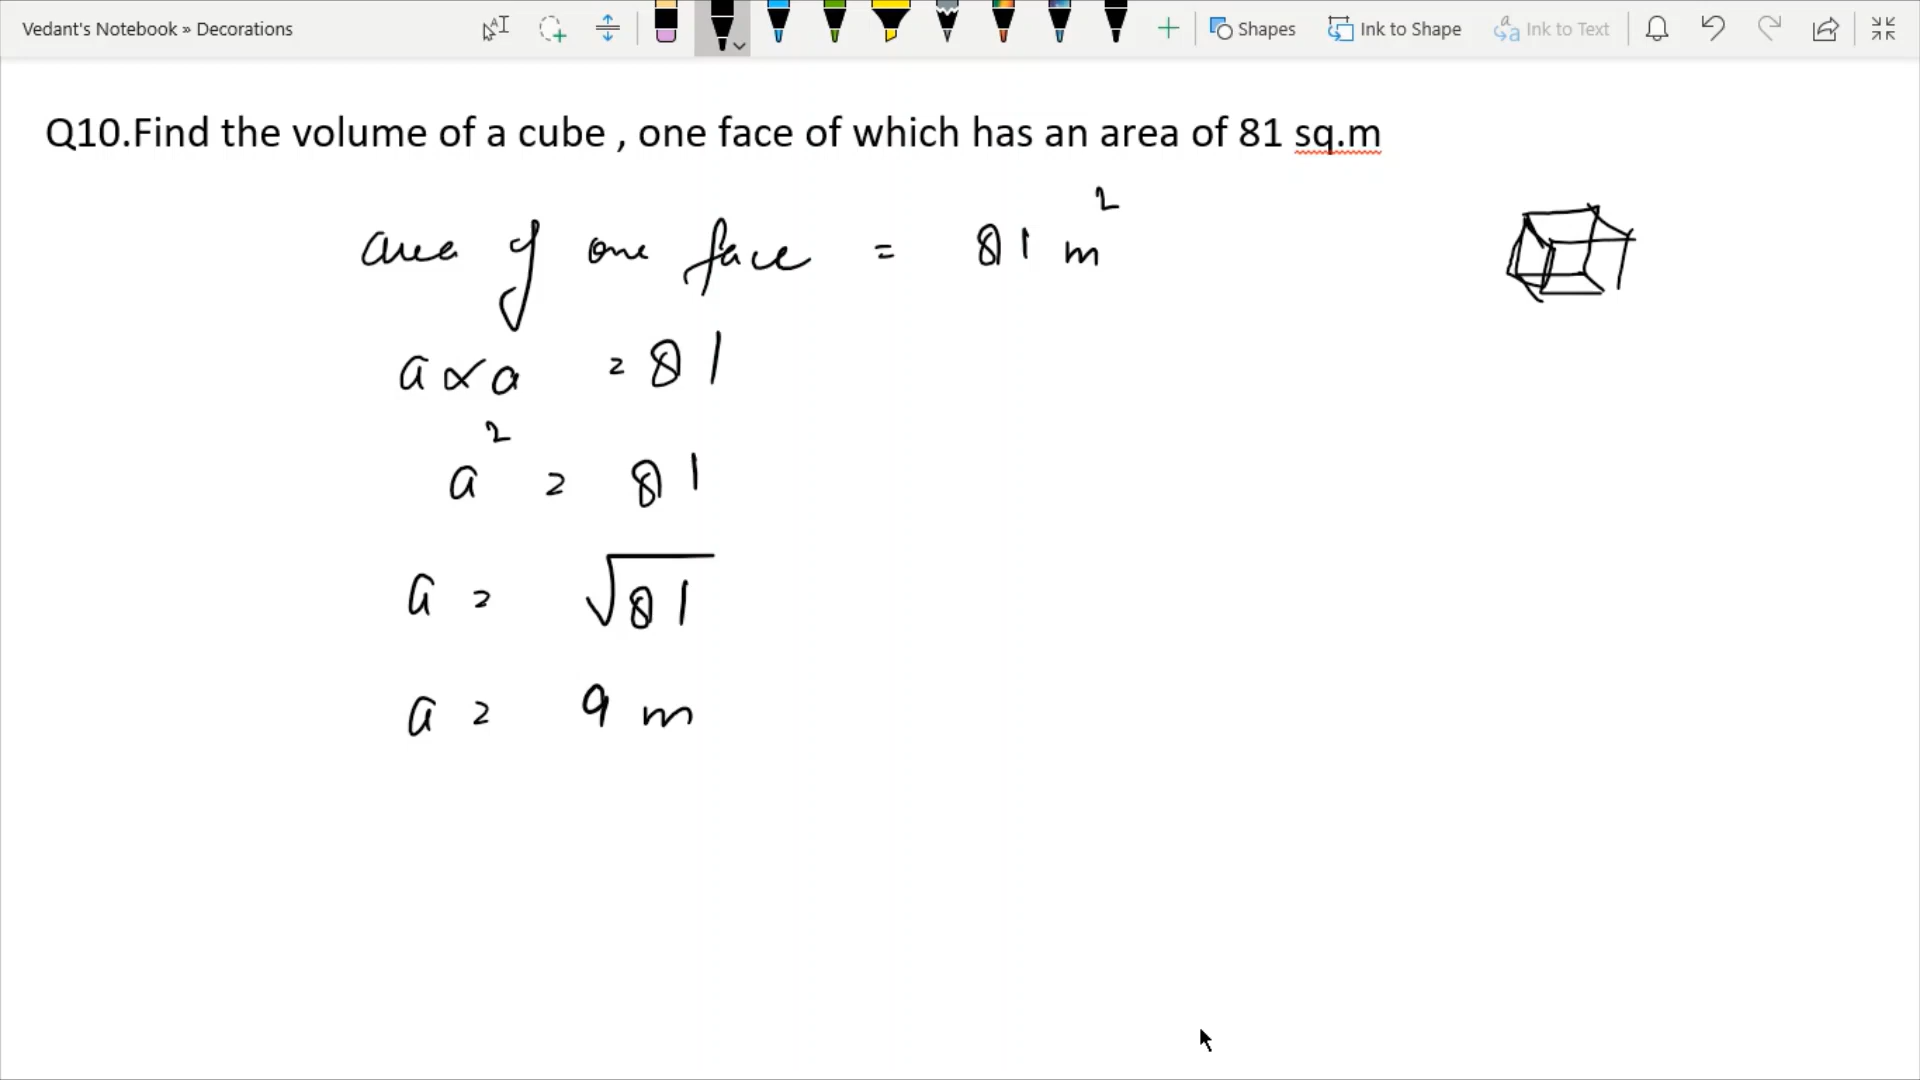 Vedant's Notebook » Decorations Shapes Ink to Shape Ink to Text
Q10.Find the volume of a cube , one face of which has an area of 81 sq.m
area of one face = 81 m²
a × a = 81
a² = 81
a = √81
a = 9 m